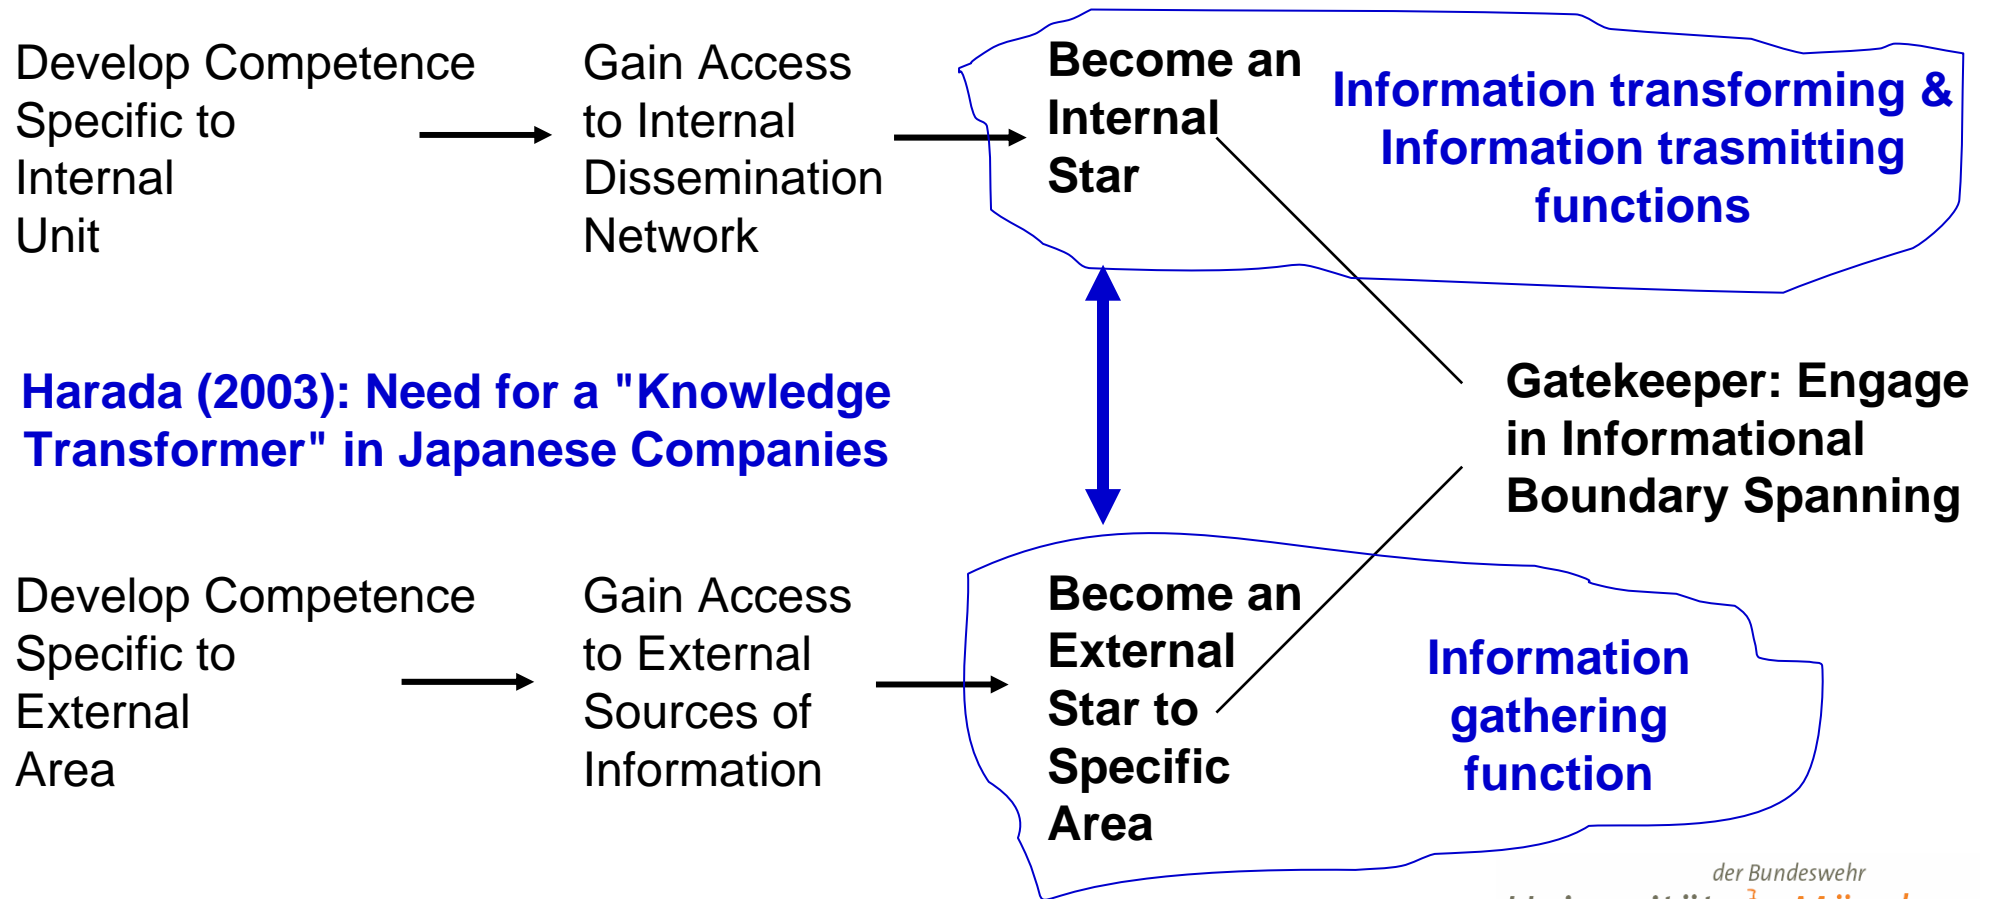 Develop Competence
Specific to
Internal
Unit
Gain Access
to Internal
Dissemination
Network
Become an
Internal
Star
Information transforming &
Information trasmitting
functions
Harada (2003): Need for a "Knowledge
Transformer" in Japanese Companies
Gatekeeper: Engage
in Informational
Boundary Spanning
Develop Competence
Specific to
External
Area
Gain Access
to External
Sources of
Information
Become an
External
Star to
Specific
Area
Information
gathering
function
der Bundeswehr